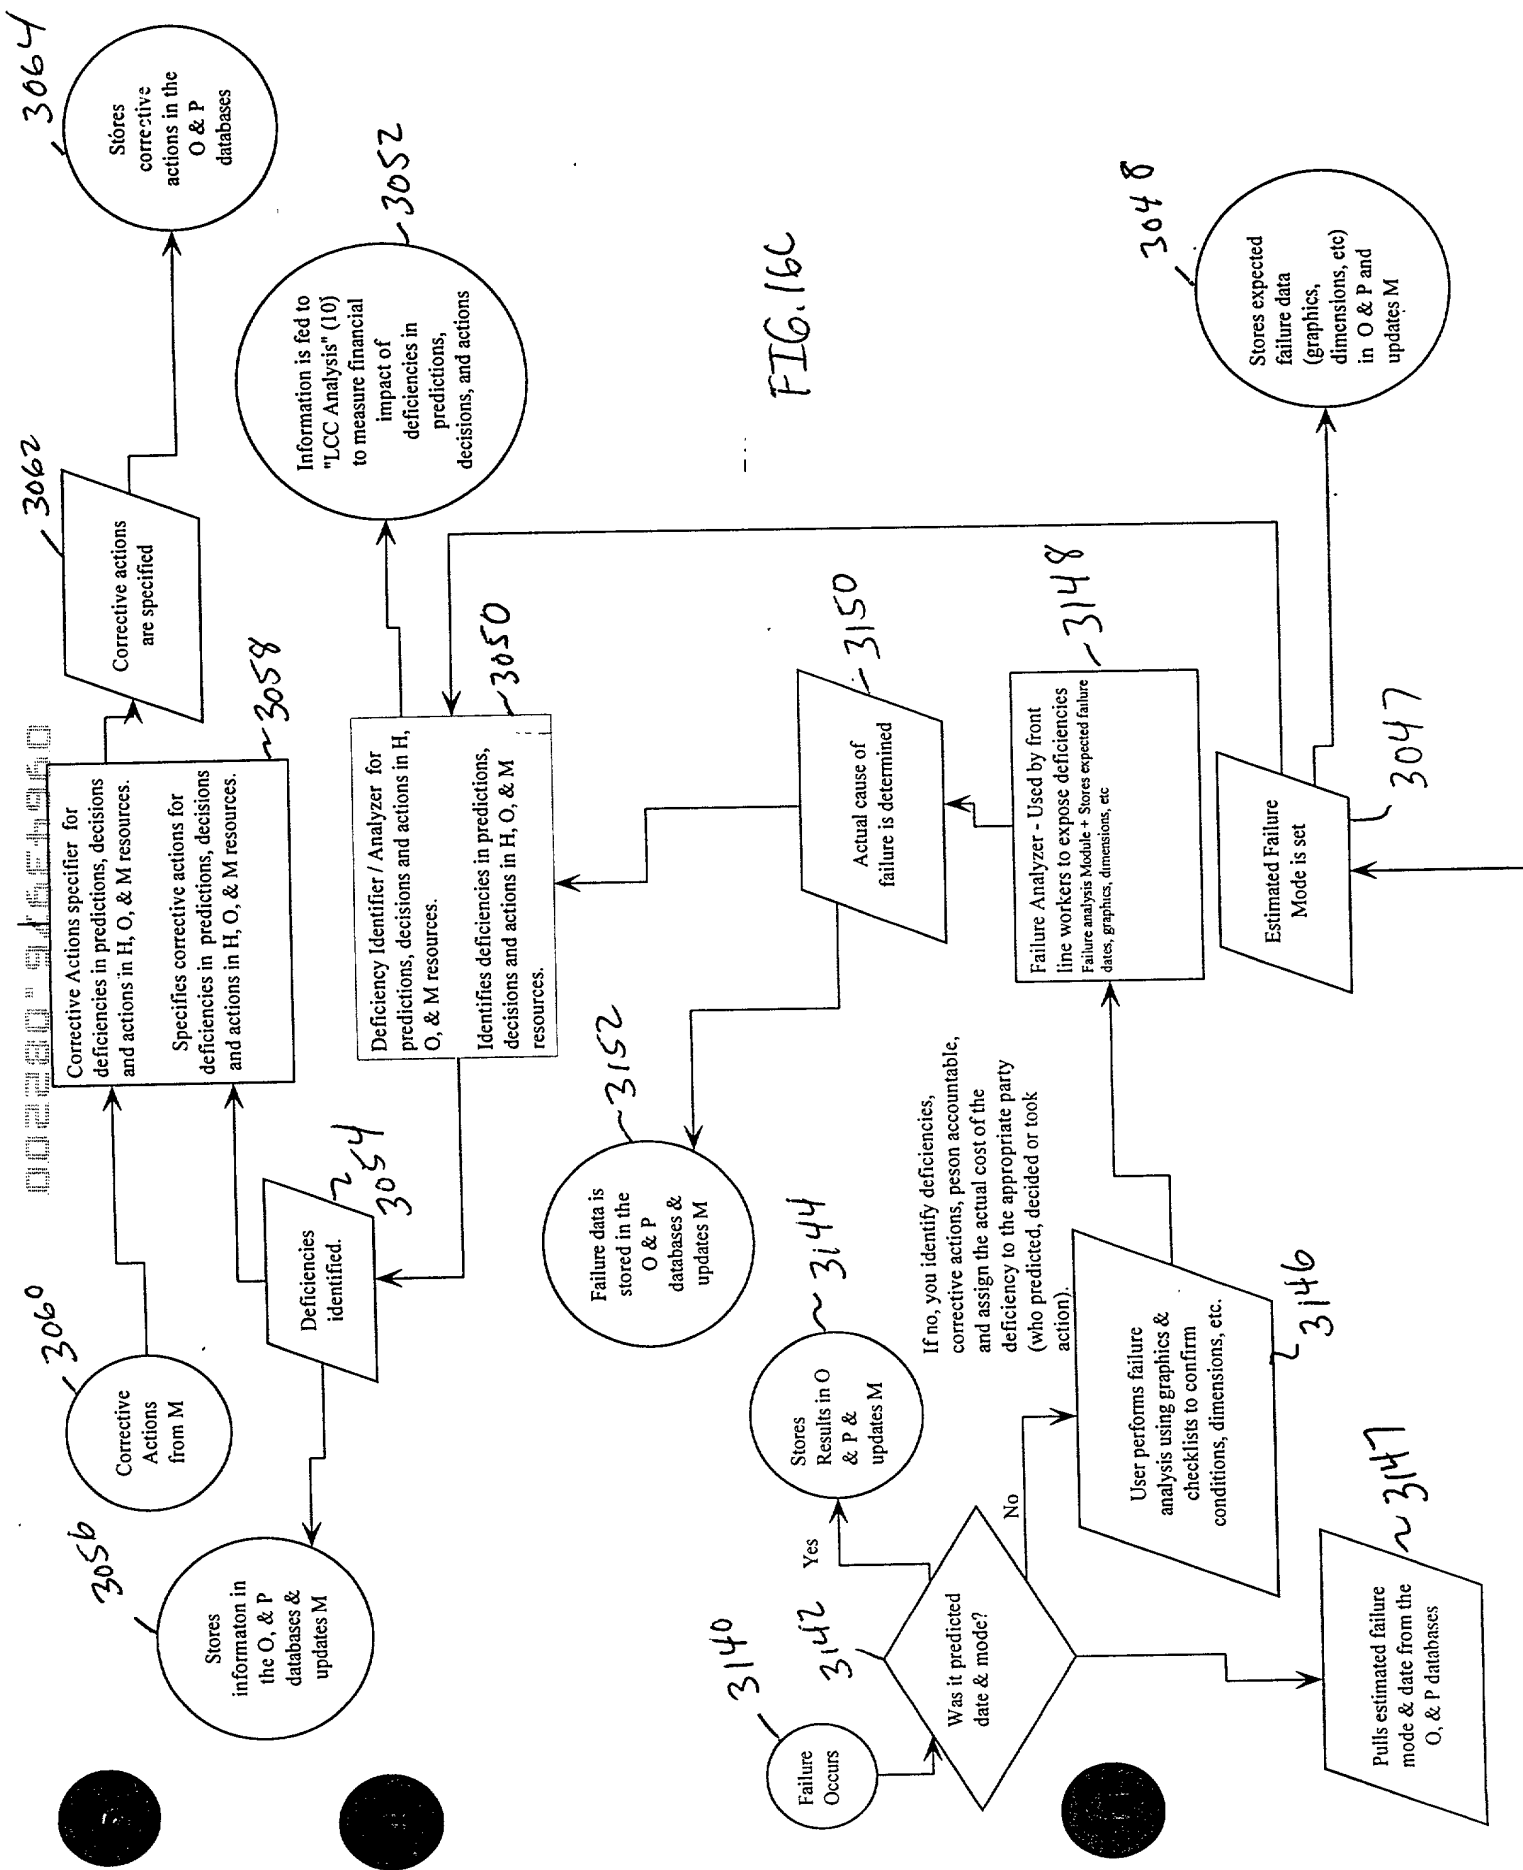 3064
Stores
corrective
actions in the
O & P
databases
3062
Corrective actions
are specified
3058
Corrective Actions specifier for
deficiencies in predictions, decisions
and actions in H, O, & M resources.
Specifies corrective actions for
deficiencies in predictions, decisions
and actions in H, O, & M resources.
3060
Corrective
Actions
from M
3056
Stores
informaton in
the O, & P
databases &
updates M
3054
Deficiencies
identified.
3052
Information is fed to
"LCC Analysis" (10)
to measure financial
impact of
deficiencies in
predictions,
decisions, and actions
3050
Deficiency Identifier / Analyzer for
predictions, decisions and actions in H,
O, & M resources.
Identifies deficiencies in predictions,
decisions and actions in H, O, & M
resources.
3152
Failure data is
stored in the
O & P
databases &
updates M
3150
Actual cause of
failure is determined
FIG. 16C
3144
Stores
Results in O
& P &
updates M
If no, you identify deficiencies,
corrective actions, peson accountable,
and assign the actual cost of the
deficiency to the appropriate party
(who predicted, decided or took
action).
3148
Failure Analyzer - Used by front
line workers to expose deficiencies
Failure analysis Module + Stores expected failure
dates, graphics, dimensions, etc
3048
Stores expected
failure data
(graphics,
dimensions, etc)
in O & P and
updates M
3140
Failure
Occurs
3142
Was it predicted
date & mode?
Yes
No
3146
User performs failure
analysis using graphics &
checklists to confirm
conditions, dimensions, etc.
3047
Estimated Failure
Mode is set
3147
Pulls estimated failure
mode & date from the
O, & P databases